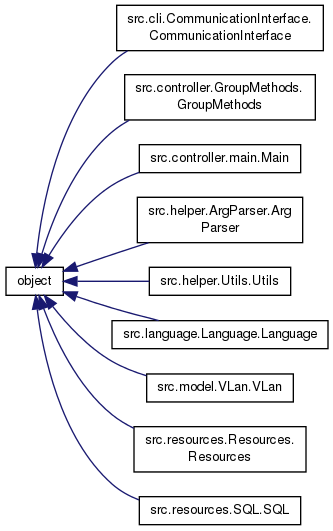 src.cli.CommunicationInterface.
CommunicationInterface
src.controller.GroupMethods.
GroupMethods
src.controller.main.Main
src.helper.ArgParser.Arg
Parser
object
src.helper.Utils.Utils
src.language.Language.Language
src.model.VLan.VLan
src.resources.Resources.
Resources
src.resources.SQL.SQL